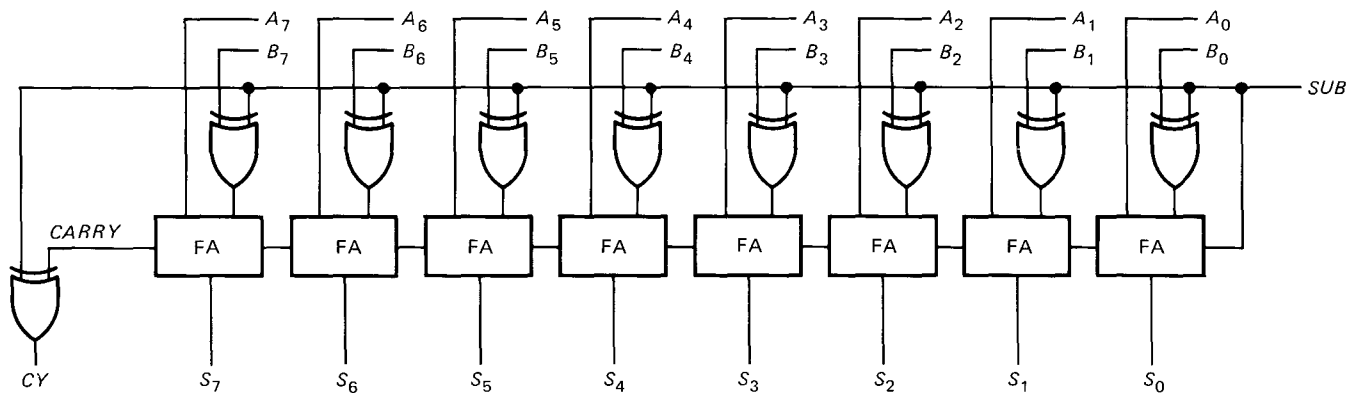 A7 A6 A5 A4 A3 A2 A1 A0
B7 B6 B5 B4 B3 B2 B1 B0
SUB
CARRY FA FA FA FA FA FA FA FA
CY S7 S6 S5 S4 S3 S2 S1 S0